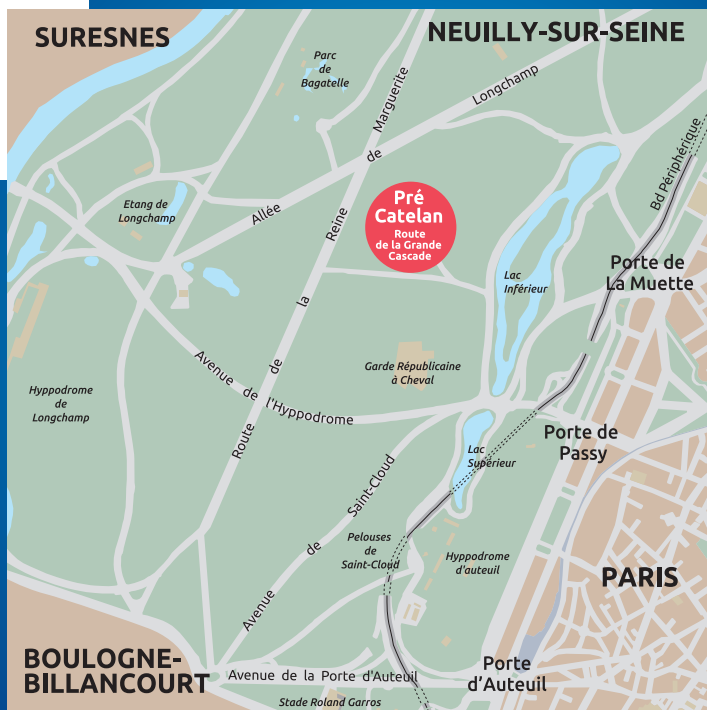 SURESNES
NEUILLY-SUR-SEINE
Parc
de
Bagatelle
Route de la Reine Marguerite
Allée de Longchamp
Bd Périphérique
Etang de
Longchamp
Pré
Catelan
Route
de la Grande
Cascade
Lac
Inférieur
Porte de
La Muette
Hyppodrome
de
Longchamp
Avenue de l'Hyppodrome
Garde Républicaine
à Cheval
Porte de
Passy
Lac
Supérieur
Avenue de Saint-Cloud
Pelouses
de
Saint-Cloud
Hyppodrome
d'auteuil
PARIS
BOULOGNE-
BILLANCOURT
Avenue de la Porte d'Auteuil
Porte
d'Auteuil
Stade Roland Garros